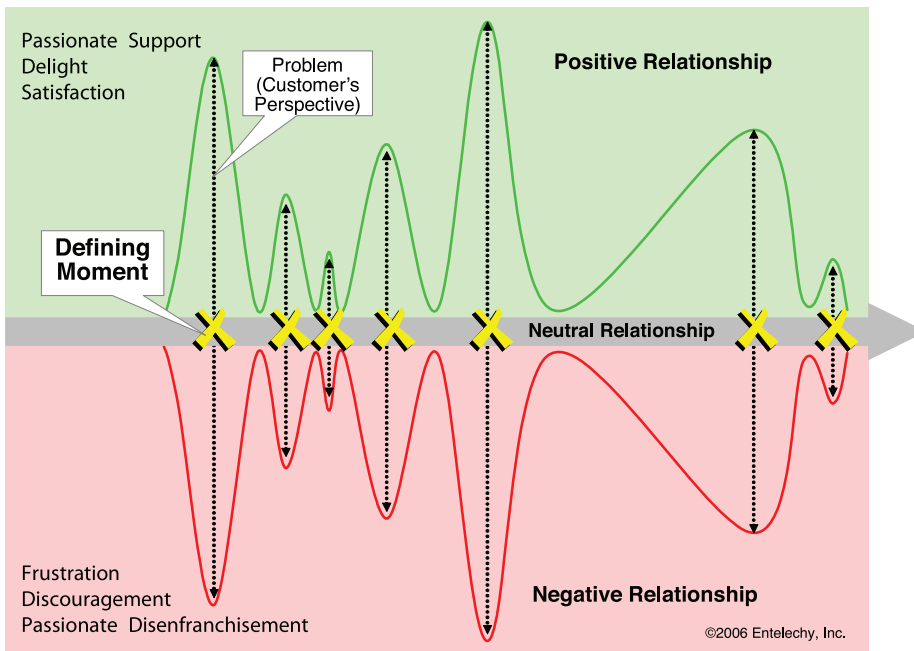 Passionate Support
Delight
Satisfaction
Problem
(Customer's
Perspective)
Positive Relationship
Defining
Moment
Neutral Relationship
Frustration
Discouragement
Passionate Disenfranchisement
Negative Relationship
©2006 Entelechy, Inc.